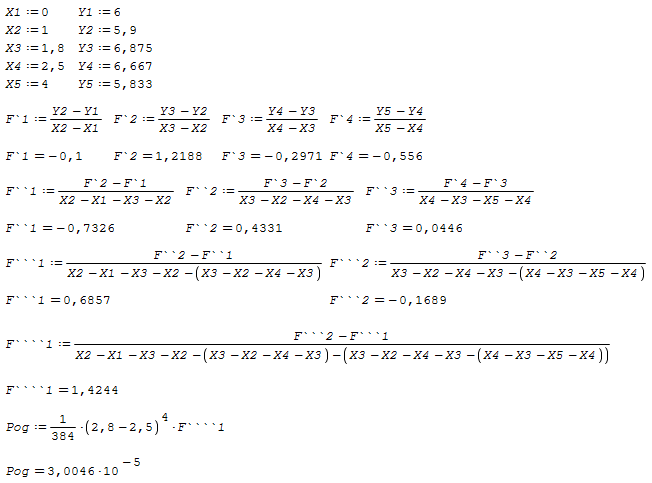 X1 := 0 Y1 := 6
X2 := 1 Y2 := 5,9
X3 := 1,8 Y3 := 6,875
X4 := 2,5 Y4 := 6,667
X5 := 4 Y5 := 5,833
F`1 := (Y2 - Y1)/(X2 - X1) F`2 := (Y3 - Y2)/(X3 - X2) F`3 := (Y4 - Y3)/(X4 - X3) F`4 := (Y5 - Y4)/(X5 - X4)
F`1 = -0,1 F`2 = 1,2188 F`3 = -0,2971 F`4 = -0,556
F``1 := (F`2 - F`1)/(X2 - X1 - X3 - X2) F``2 := (F`3 - F`2)/(X3 - X2 - X4 - X3) F``3 := (F`4 - F`3)/(X4 - X3 - X5 - X4)
F``1 = -0,7326 F``2 = 0,4331 F``3 = 0,0446
F```1 := (F``2 - F``1)/(X2 - X1 - X3 - X2 - (X3 - X2 - X4 - X3)) F```2 := (F``3 - F``2)/(X3 - X2 - X4 - X3 - (X4 - X3 - X5 - X4))
F```1 = 0,6857 F```2 = -0,1689
F````1 := (F```2 - F```1)/(X2 - X1 - X3 - X2 - (X3 - X2 - X4 - X3) - (X3 - X2 - X4 - X3 - (X4 - X3 - X5 - X4)))
F````1 = 1,4244
Pog := 1/384 · (2,8 - 2,5)^4 · F````1
Pog = 3,0046 · 10^-5